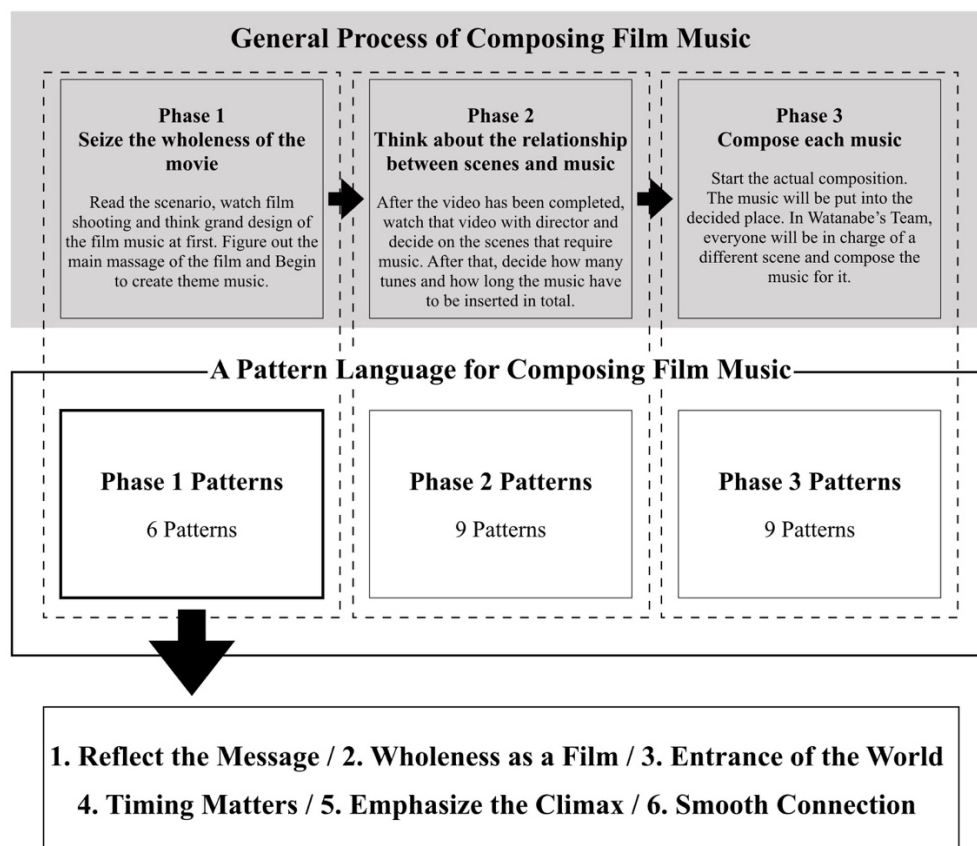 General Process of Composing Film Music
Phase 1
Seize the wholeness of the
movie
Read the scenario, watch film
shooting and think grand design of
the film music at first. Figure out the
main massage of the film and Begin
to create theme music.
Phase 2
Think about the relationship
between scenes and music
After the video has been completed,
watch that video with director and
decide on the scenes that require
music. After that, decide how many
tunes and how long the music have
to be inserted in total.
Phase 3
Compose each music
Start the actual composition.
The music will be put into the
decided place. In Watanabe's Team,
everyone will be in charge of a
different scene and compose the
music for it.
A Pattern Language for Composing Film Music
Phase 1 Patterns
6 Patterns
Phase 2 Patterns
9 Patterns
Phase 3 Patterns
9 Patterns
1. Reflect the Message / 2. Wholeness as a Film / 3. Entrance of the World
4. Timing Matters / 5. Emphasize the Climax / 6. Smooth Connection